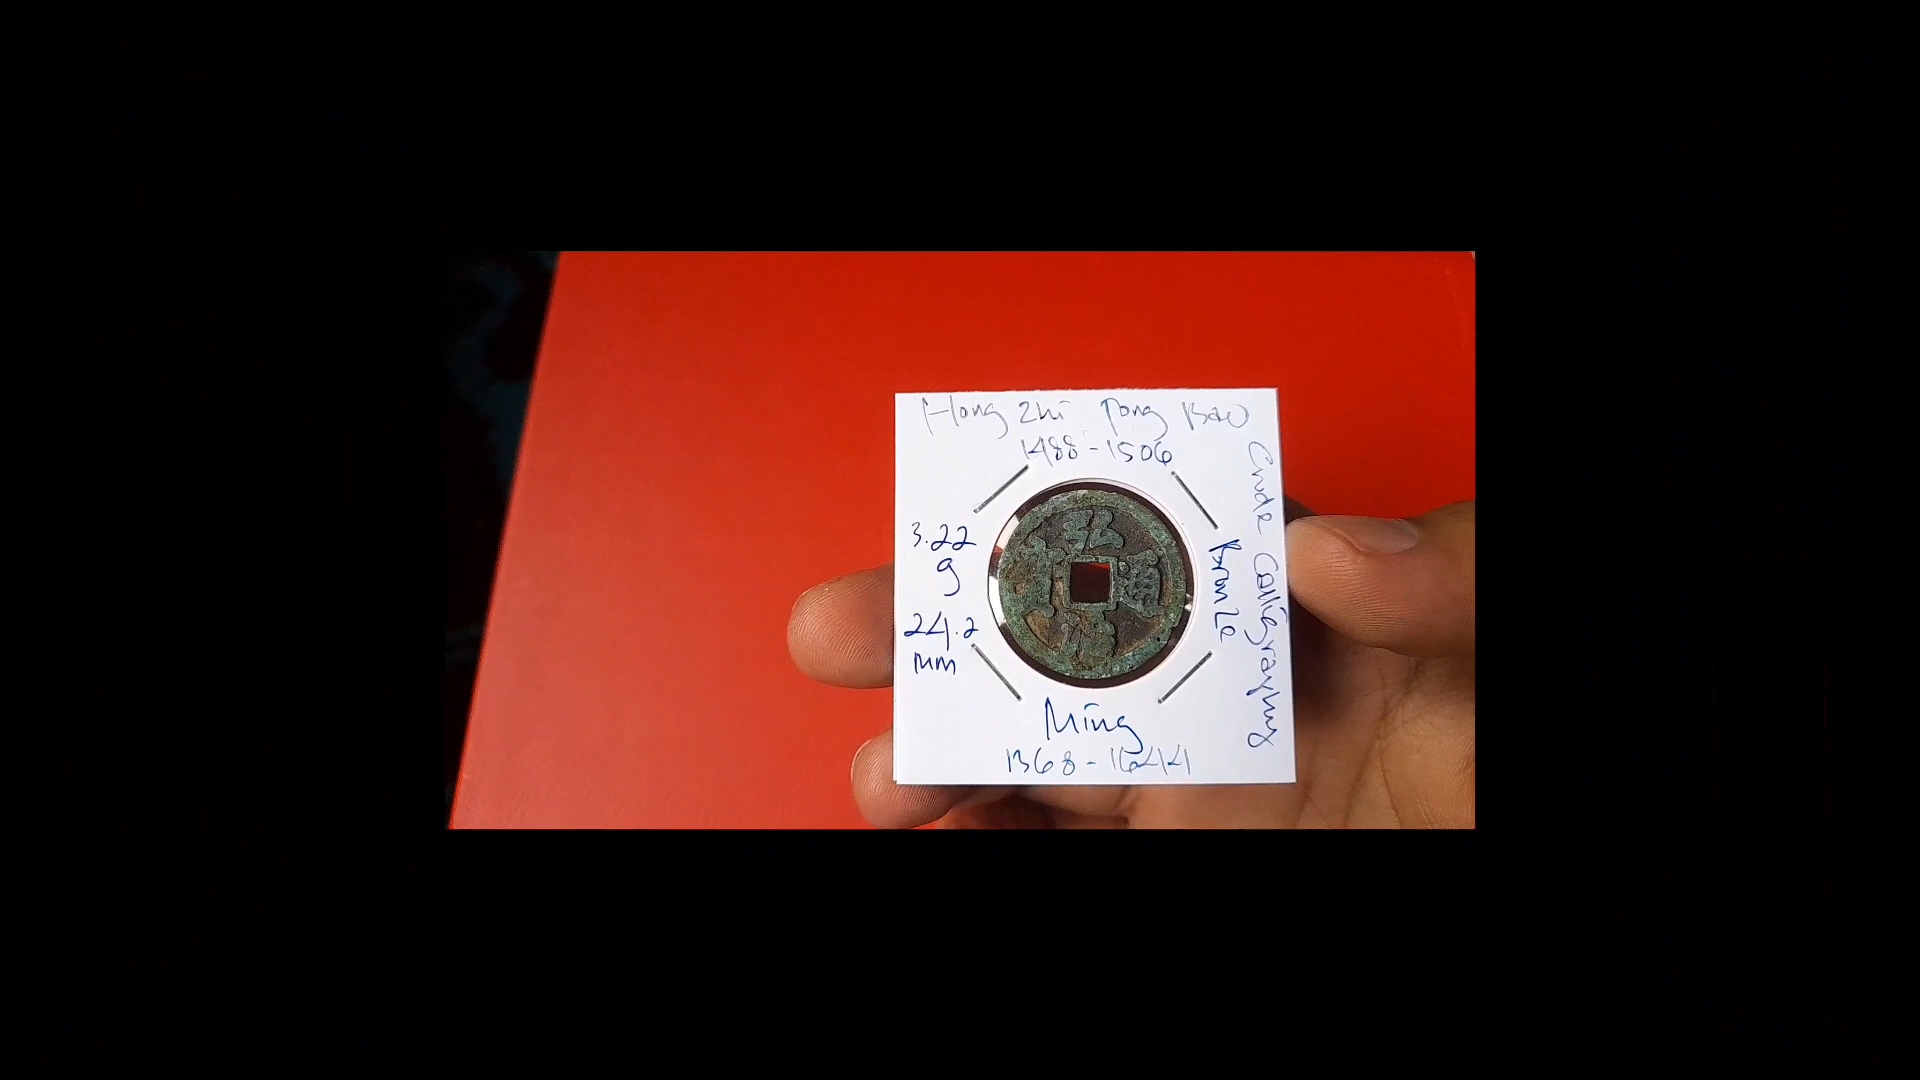 Hong Zhi Tong Bao
1488-1506
3.22
g
24.2
mm
弘治通寳
Bronze
Crude Calligraphy
Ming
1368-1644